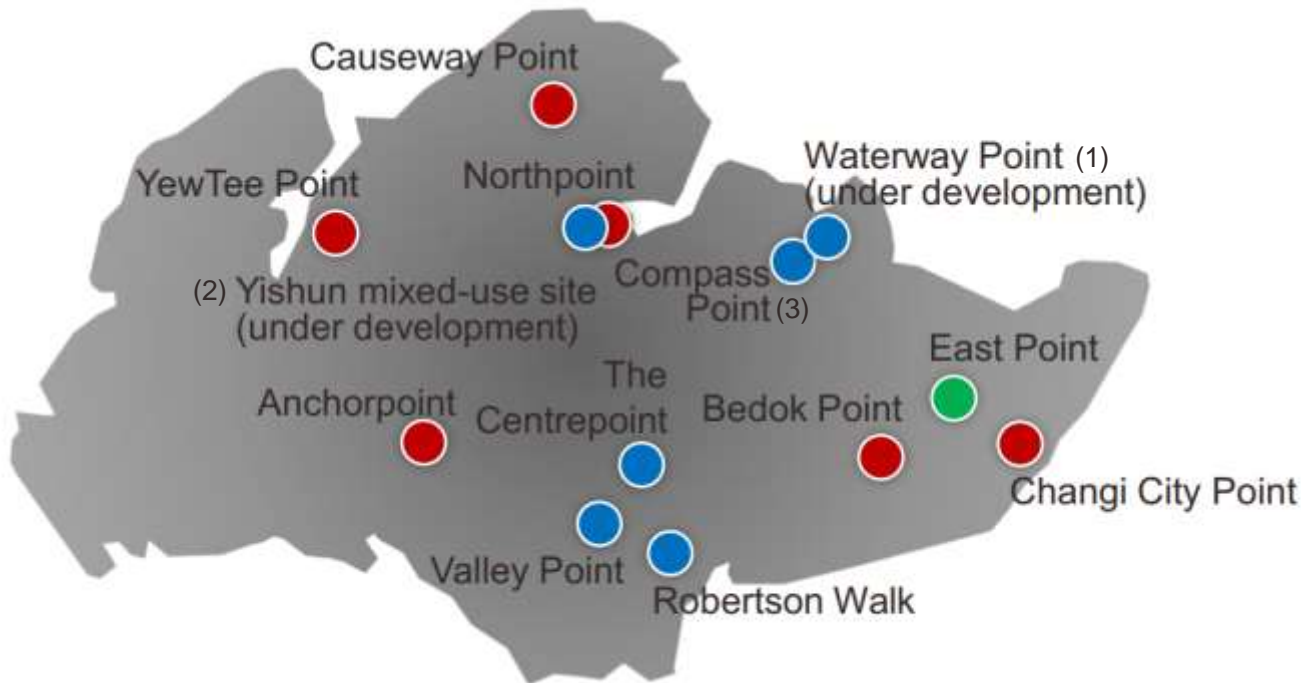 Causeway Point
Waterway Point (1)
(under development)
YewTee Point
Northpoint
Compass
Point (3)
(2) Yishun mixed-use site
(under development)
East Point
The
Centrepoint
Anchorpoint
Bedok Point
Changi City Point
Valley Point
Robertson Walk